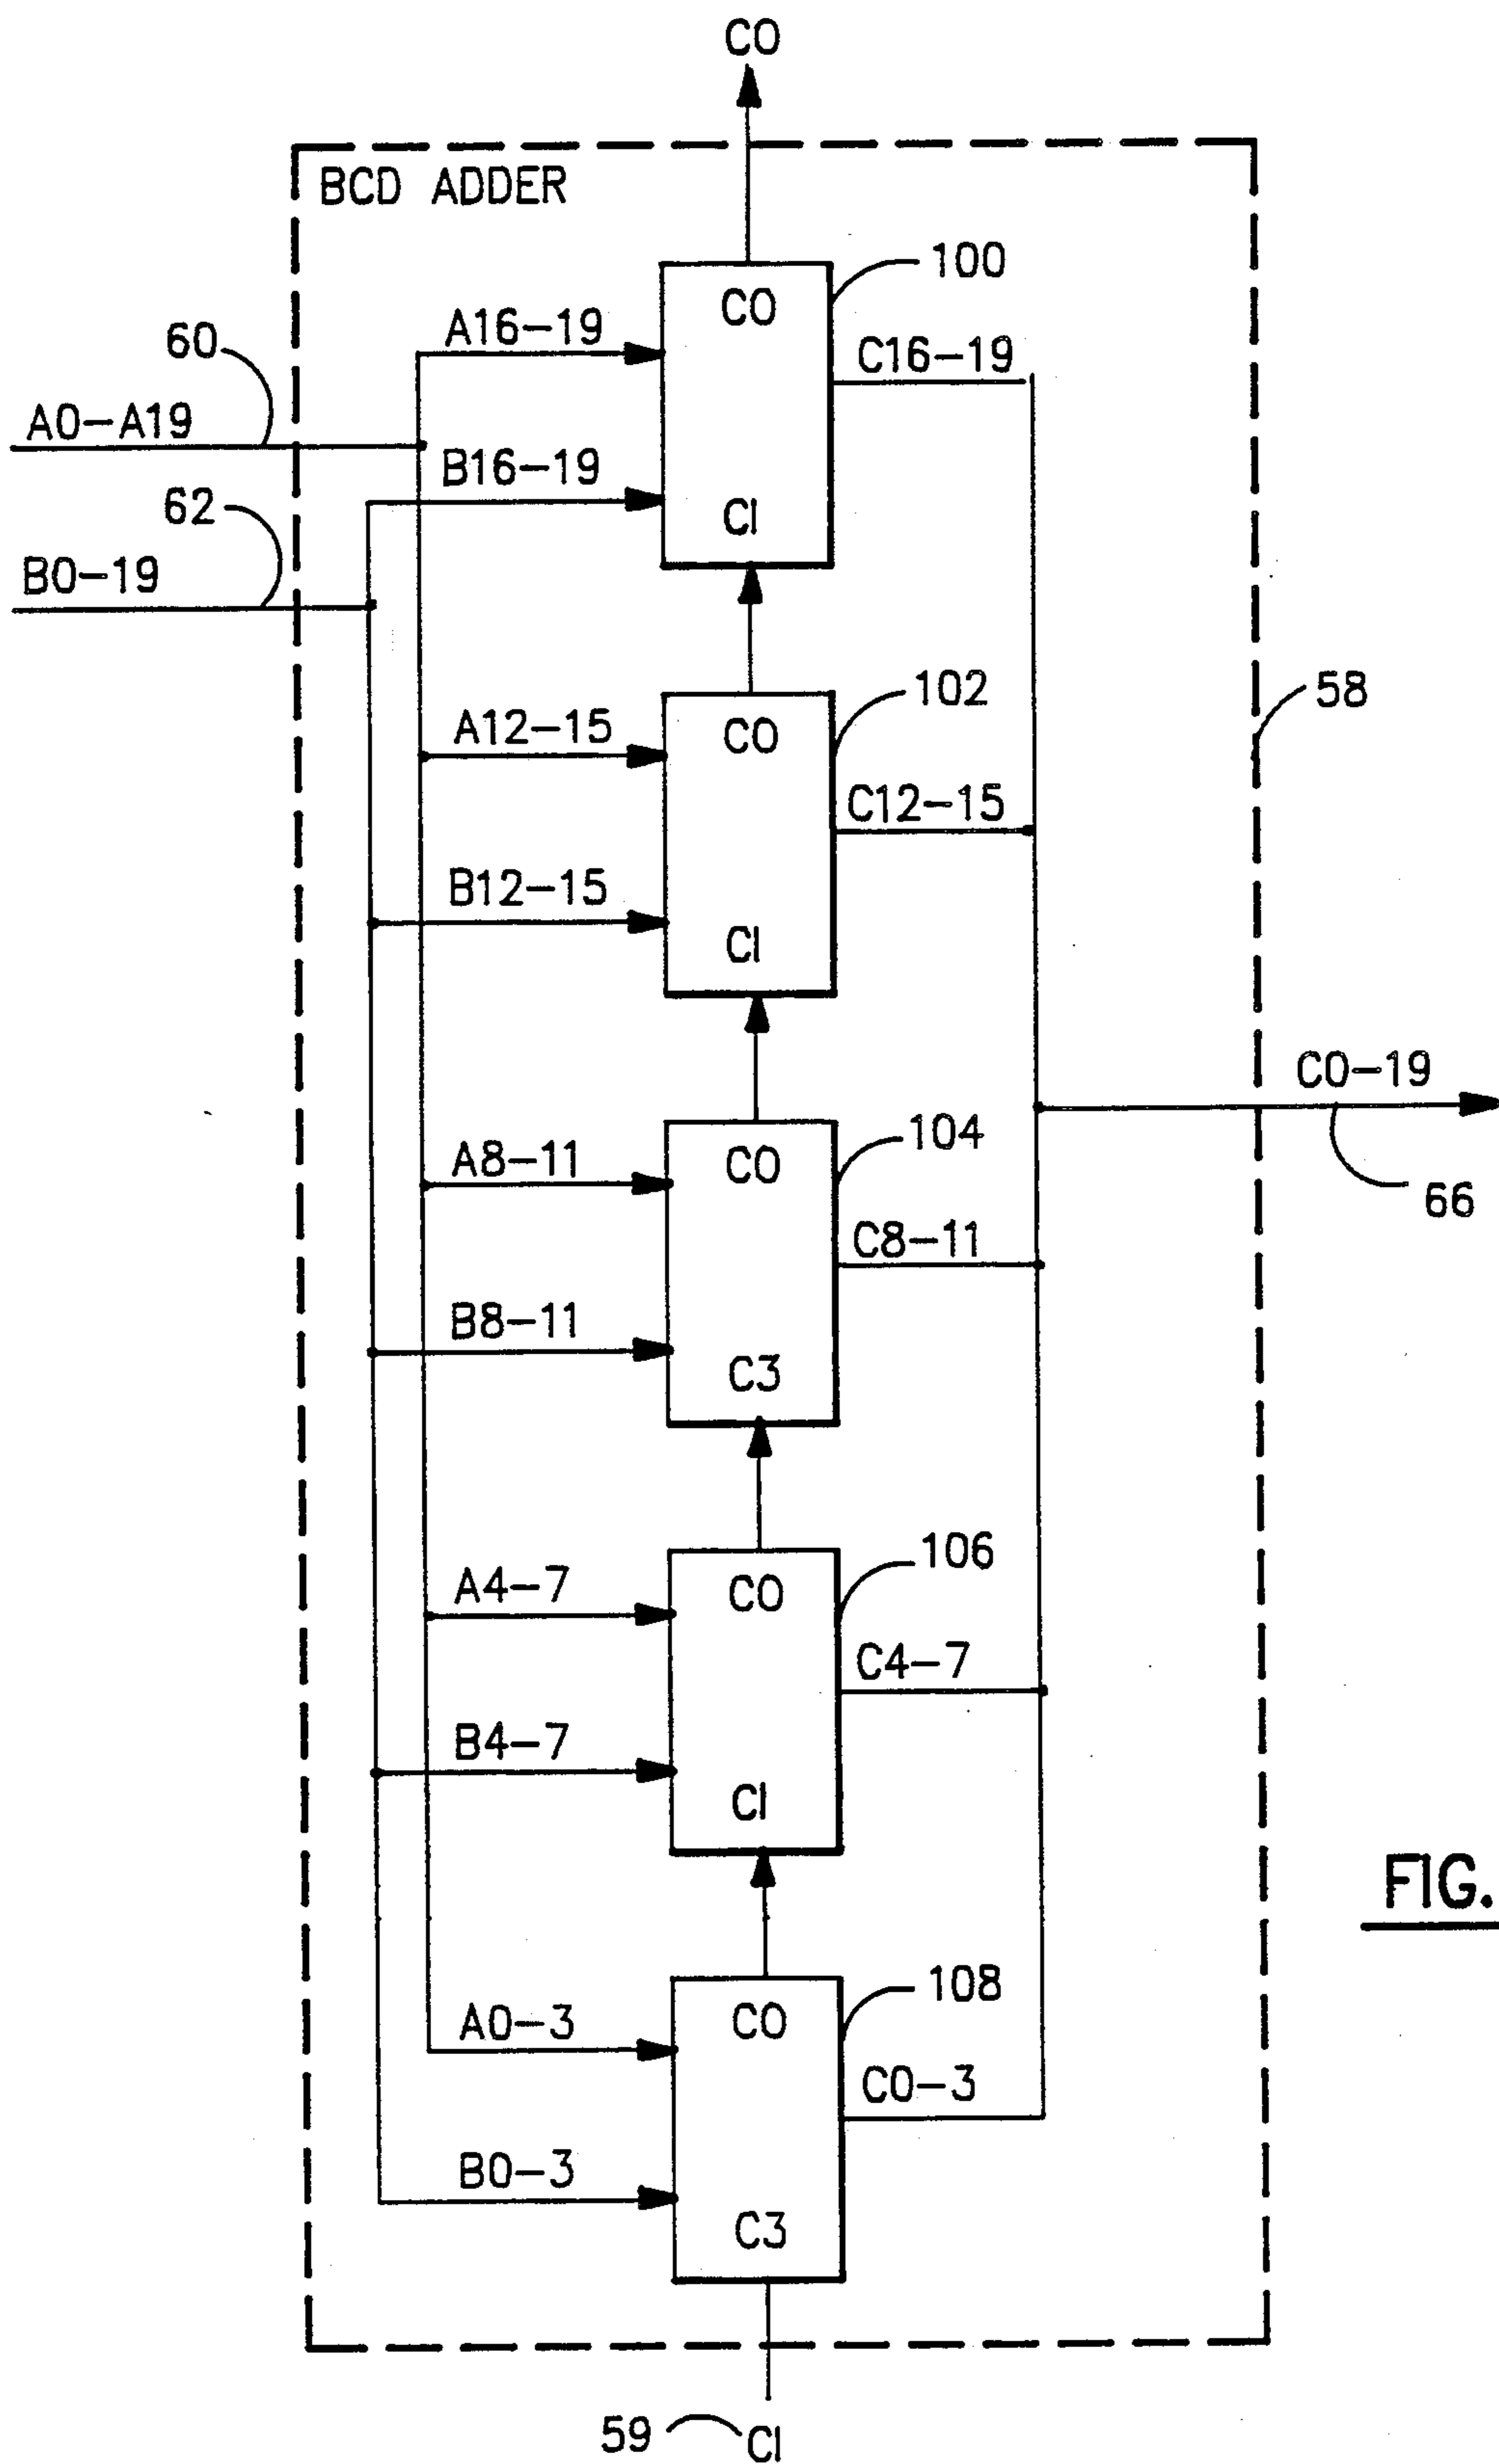 CO
BCD ADDER
100
A16-19
CO
C16-19
60
A0-A19
B16-19
CI
62
B0-19
102
58
A12-15
CO
C12-15
B12-15
CI
C0-19
66
104
A8-11
CO
C8-11
B8-11
C3
106
A4-7
CO
C4-7
B4-7
CI
FIG.
108
A0-3
CO
C0-3
B0-3
C3
59
CI